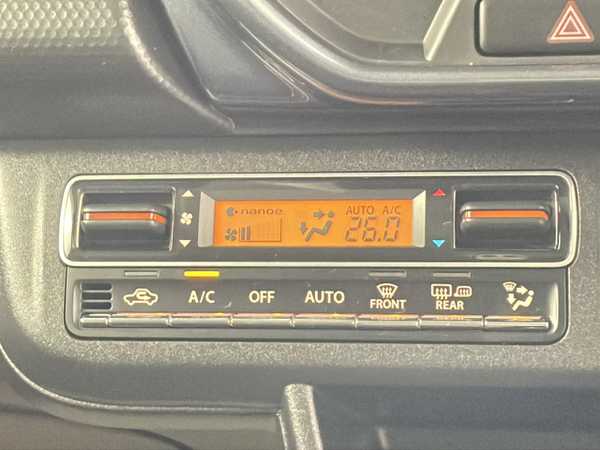 nanoe
AUTO A/C
26.0
A/C OFF AUTO FRONT REAR